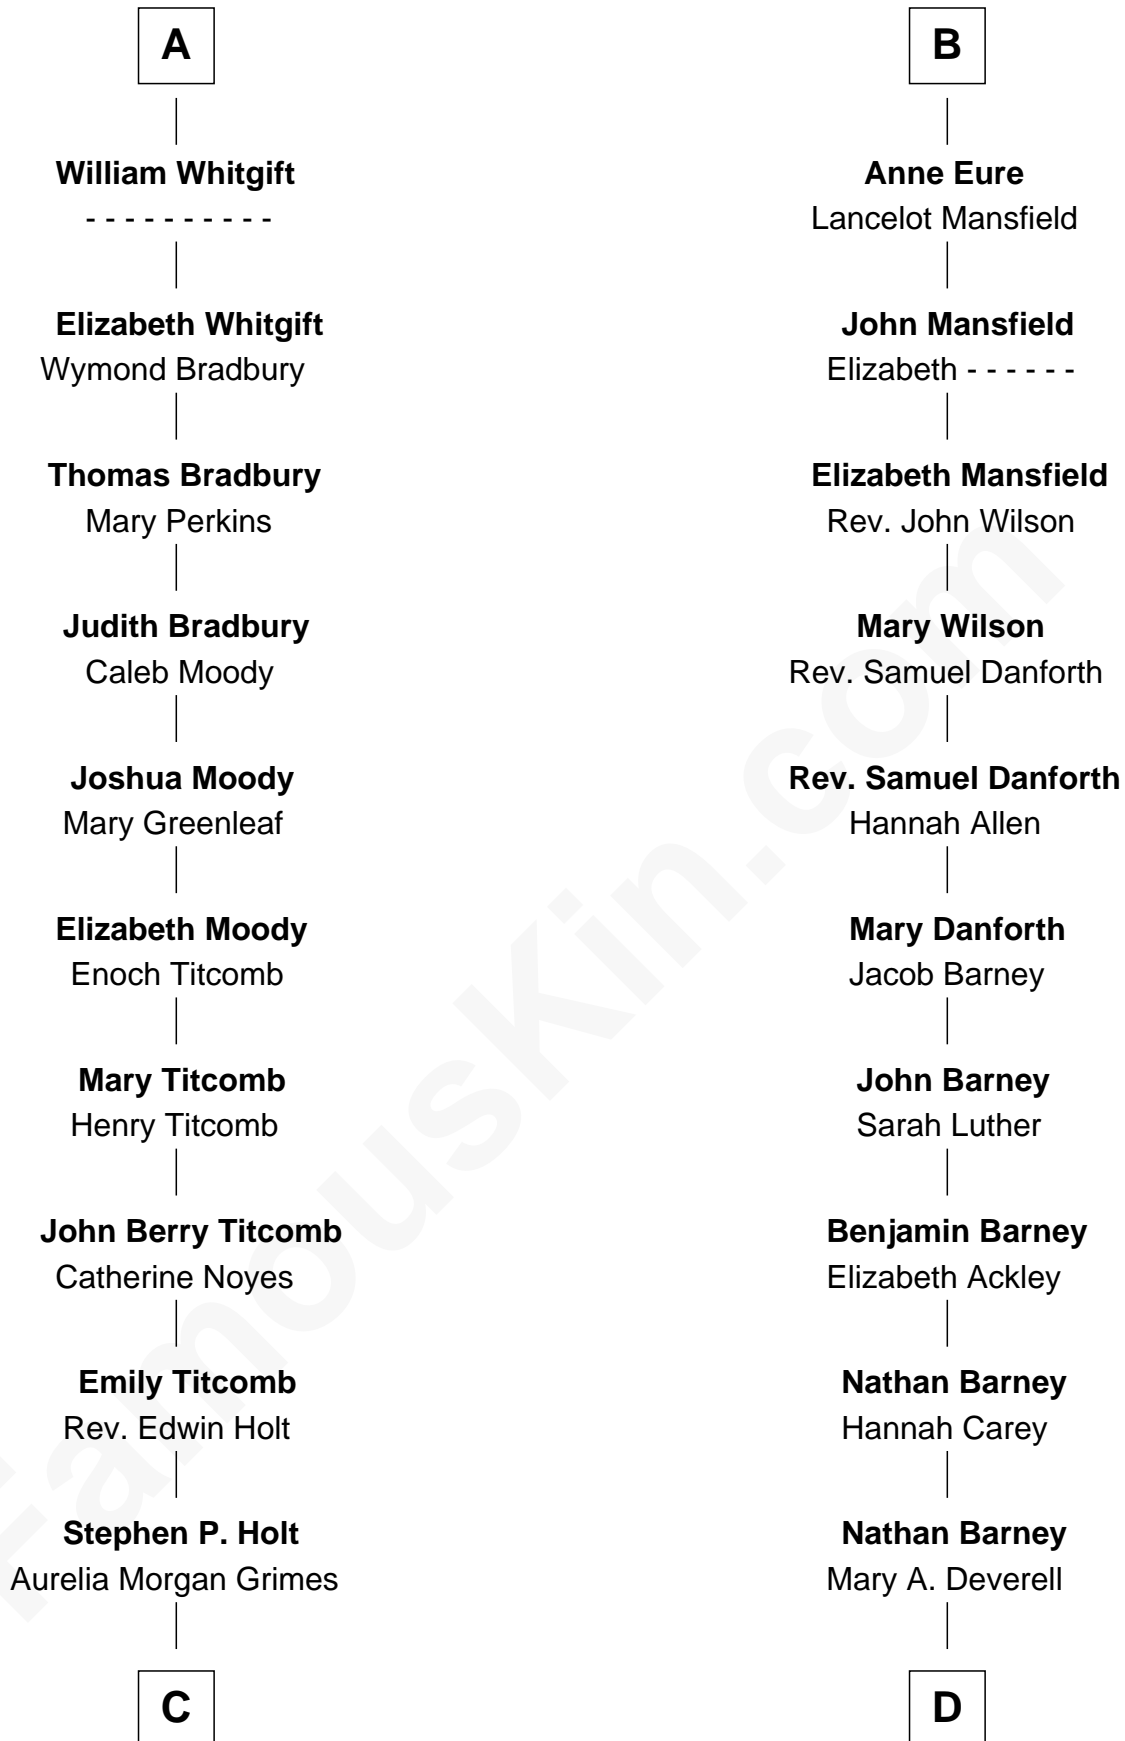 A
William Whitgift
- - - - - - - - - -
Elizabeth Whitgift
Wymond Bradbury
Thomas Bradbury
Mary Perkins
Judith Bradbury
Caleb Moody
Joshua Moody
Mary Greenleaf
Elizabeth Moody
Enoch Titcomb
Mary Titcomb
Henry Titcomb
John Berry Titcomb
Catherine Noyes
Emily Titcomb
Rev. Edwin Holt
Stephen P. Holt
Aurelia Morgan Grimes
C
B
Anne Eure
Lancelot Mansfield
John Mansfield
Elizabeth - - - - - -
Elizabeth Mansfield
Rev. John Wilson
Mary Wilson
Rev. Samuel Danforth
Rev. Samuel Danforth
Hannah Allen
Mary Danforth
Jacob Barney
John Barney
Sarah Luther
Benjamin Barney
Elizabeth Ackley
Nathan Barney
Hannah Carey
Nathan Barney
Mary A. Deverell
D
FamousKin.com